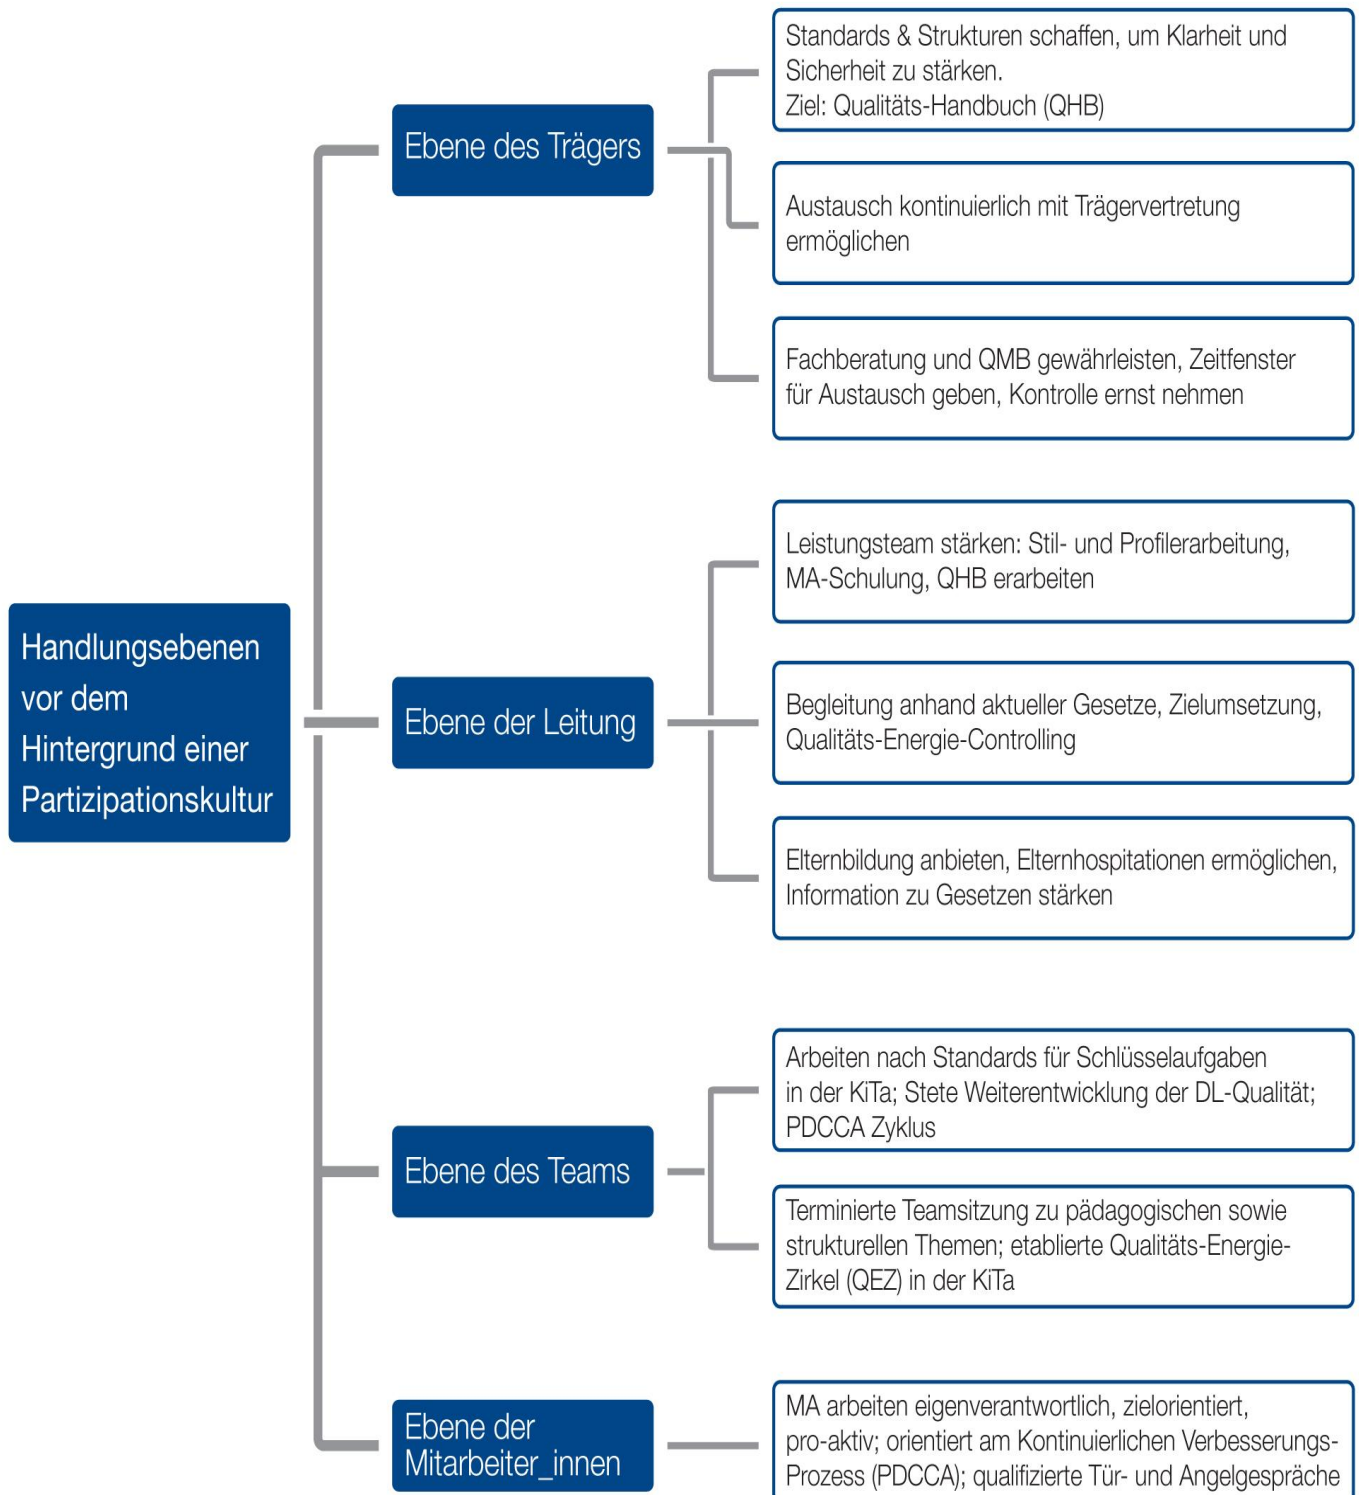 Handlungsebenen
vor dem
Hintergrund einer
Partizipationskultur
Ebene des Trägers
Standards & Strukturen schaffen, um Klarheit und
Sicherheit zu stärken.
Ziel: Qualitäts-Handbuch (QHB)
Austausch kontinuierlich mit Trägervertretung
ermöglichen
Fachberatung und QMB gewährleisten, Zeitfenster
für Austausch geben, Kontrolle ernst nehmen
Ebene der Leitung
Leistungsteam stärken: Stil- und Profilerarbeitung,
MA-Schulung, QHB erarbeiten
Begleitung anhand aktueller Gesetze, Zielumsetzung,
Qualitäts-Energie-Controlling
Elternbildung anbieten, Elternhospitationen ermöglichen,
Information zu Gesetzen stärken
Ebene des Teams
Arbeiten nach Standards für Schlüsselaufgaben
in der KiTa; Stete Weiterentwicklung der DL-Qualität;
PDCCA Zyklus
Terminierte Teamsitzung zu pädagogischen sowie
strukturellen Themen; etablierte Qualitäts-Energie-
Zirkel (QEZ) in der KiTa
Ebene der
Mitarbeiter_innen
MA arbeiten eigenverantwortlich, zielorientiert,
pro-aktiv; orientiert am Kontinuierlichen Verbesserungs-
Prozess (PDCCA); qualifizierte Tür- und Angelgespräche